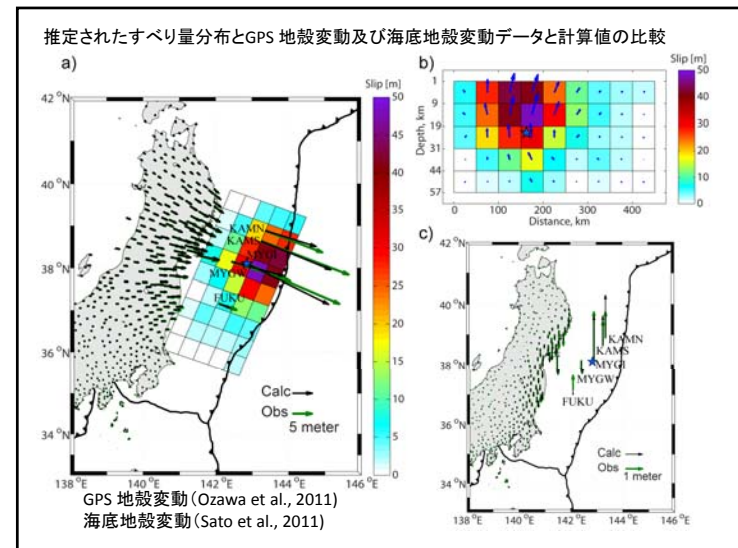 推定されたすべり量分布とGPS 地殻変動及び海底地殻変動データと計算値の比較
a)
Slip [m]
42°N
40°N
38°N
36°N
34°N
138°E
140°E
142°E
144°E
146°E
KAMN
KAMS
MYGI
MYGW
FUKU
Calc
Obs
5 meter
50
45
40
35
30
25
20
15
10
5
0
b)
Slip [m]
Depth, km
1
9
19
31
44
57
0
100
200
300
400
Distance, km
50
40
30
20
10
0
c)
42°N
40°N
38°N
36°N
34°N
138°E
140°E
142°E
144°E
146°E
KAMN
KAMS
MYGI
MYGW
FUKU
Calc
Obs
1 meter
GPS 地殻変動（Ozawa et al., 2011)
海底地殻変動（Sato et al., 2011)